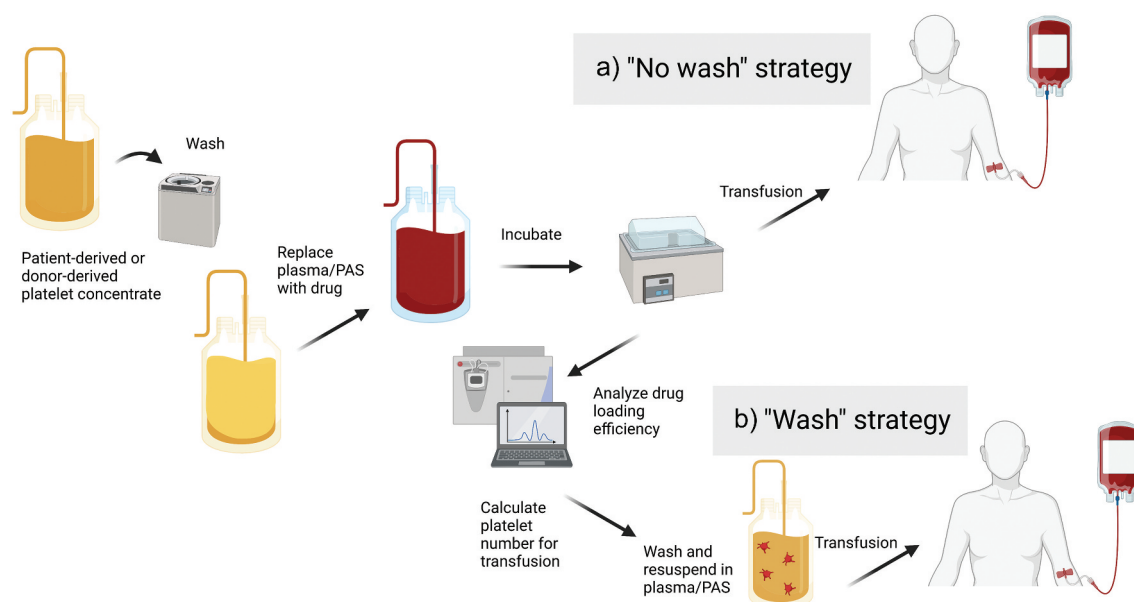 a) "No wash" strategy
Wash
Patient-derived or
donor-derived
platelet concentrate
Replace
plasma/PAS
with drug
Incubate
Transfusion
Analyze drug
loading
efficiency
Calculate
platelet
number for
transfusion
b) "Wash" strategy
Wash and
resuspend in
plasma/PAS
Transfusion